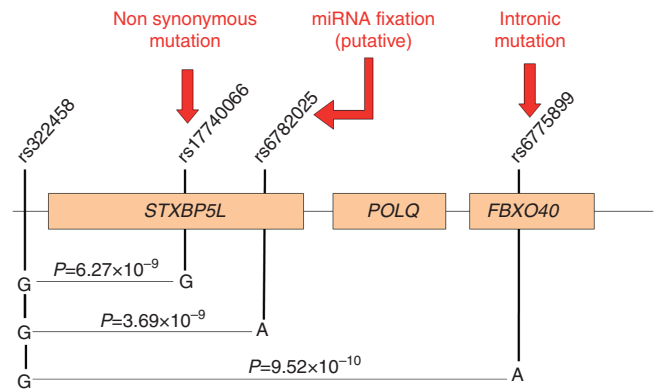 Non synonymous
mutation
miRNA fixation
(putative)
Intronic
mutation
rs322458
rs17740066
rs6782025
rs6775899
STXBP5L
POLQ
FBXO40
P=6.27×10⁻⁹
G
G
P=3.69×10⁻⁹
G
A
P=9.52×10⁻¹⁰
G
A